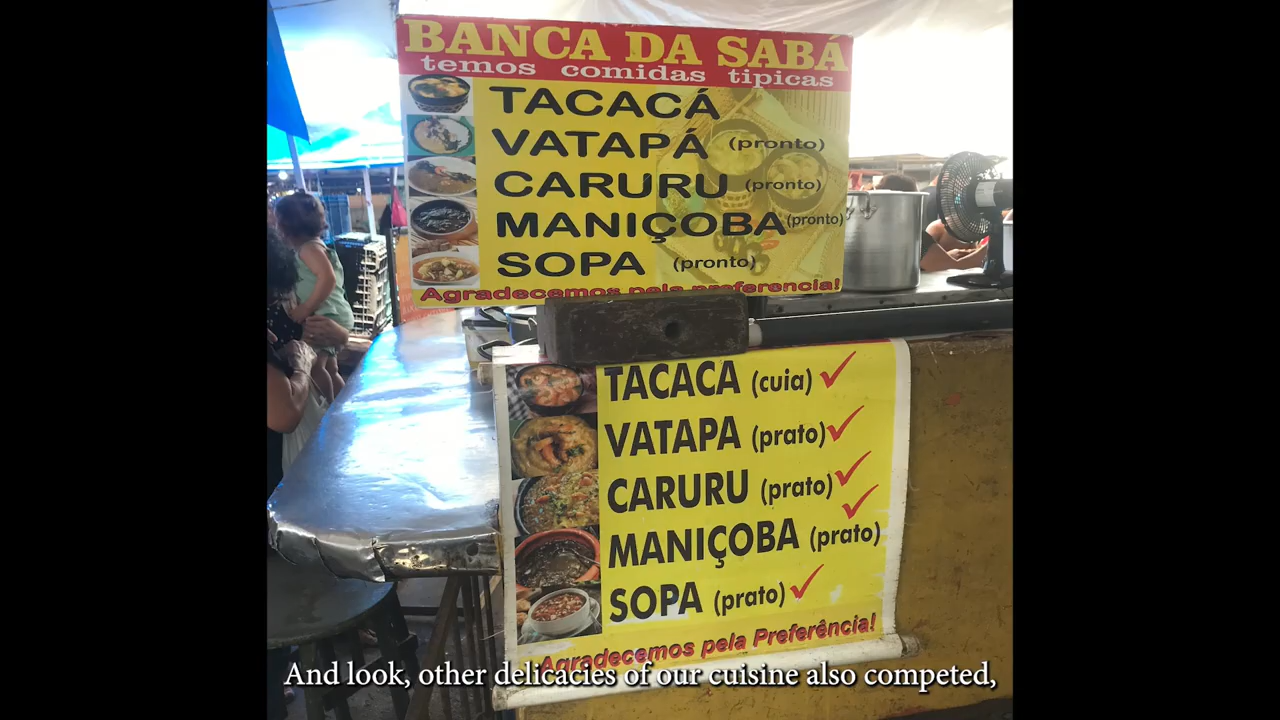 BANCA DA SABÁ
temos comidas tipicas
TACACÁ
VATAPÁ (pronto)
CARURU (pronto)
MANIÇOBA (pronto)
SOPA (pronto)
Agradecemos pela preferencia!
TACACA (cuia)
VATAPA (prato)
CARURU (prato)
MANIÇOBA (prato)
SOPA (prato)
Agradecemos pela Preferência!
And look, other delicacies of our cuisine also competed,